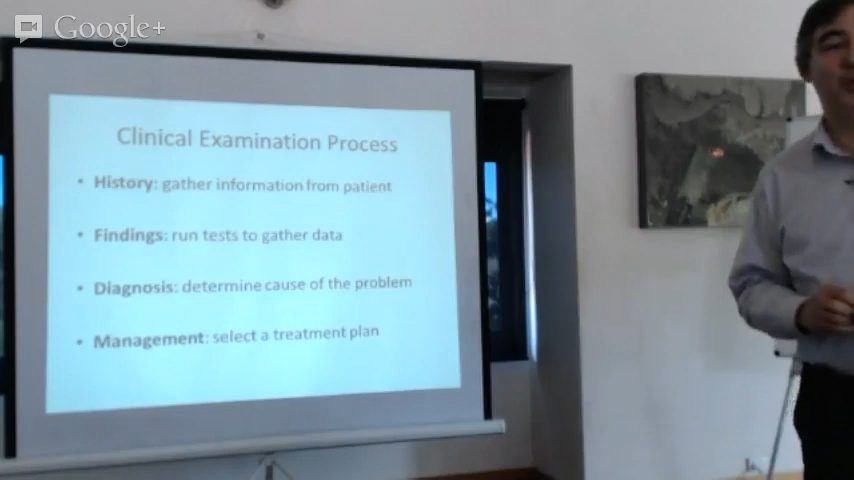 Google+
Clinical Examination Process
• History: gather information from patient
• Findings: run tests to gather data
• Diagnosis: determine cause of the problem
• Management: select a treatment plan